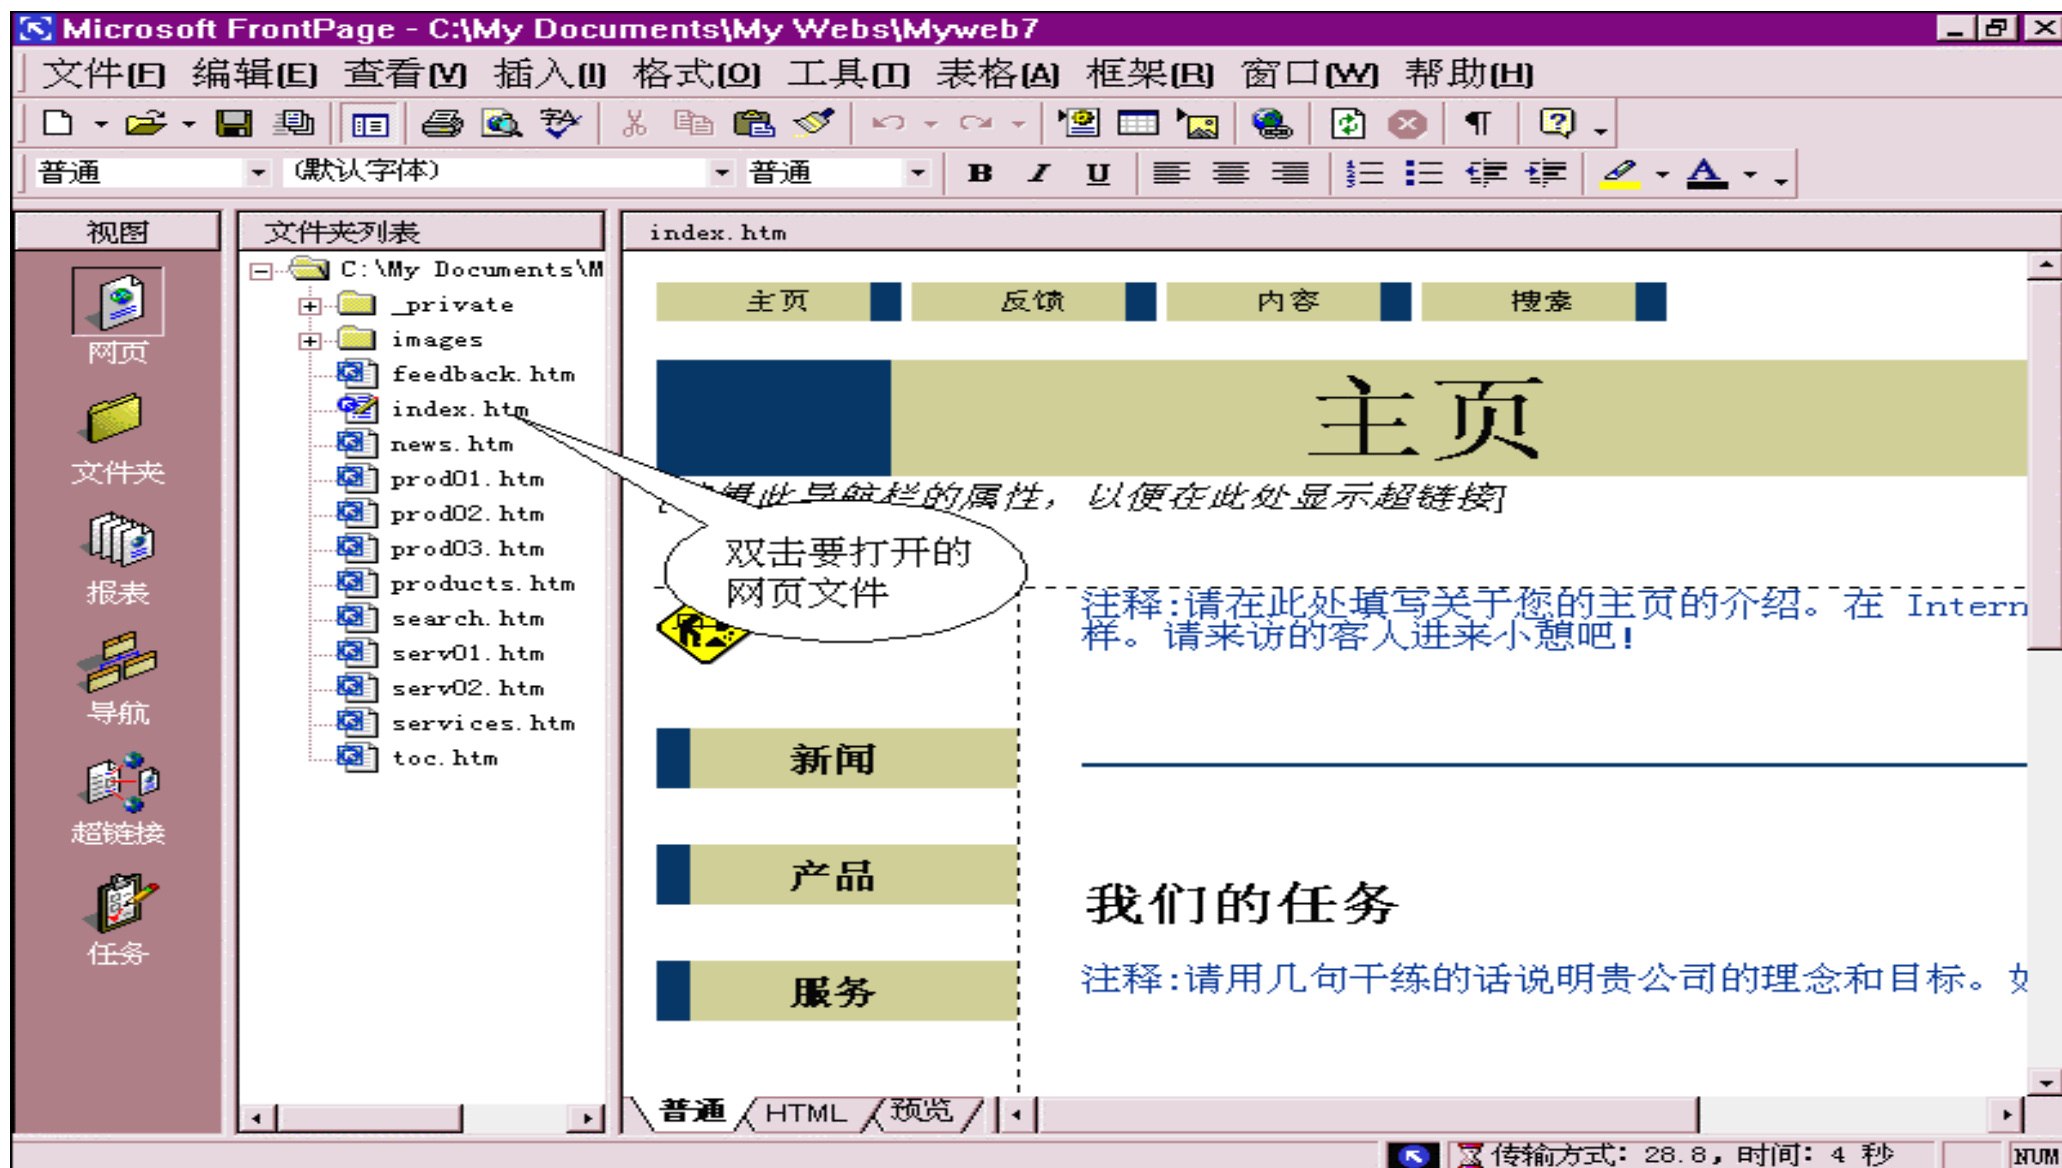 Microsoft FrontPage - C:\My Documents\My Webs\Myweb7
文件(F) 编辑(E) 查看(V) 插入(I) 格式(O) 工具(T) 表格(A) 框架(R) 窗口(W) 帮助(H)
普通 (默认字体) 普通 B I U A
视图
网页
文件夹
报表
导航
超链接
任务
文件夹列表
C:\My Documents\M
_private
images
feedback.htm
index.htm
news.htm
prod01.htm
prod02.htm
prod03.htm
products.htm
search.htm
serv01.htm
serv02.htm
services.htm
toc.htm
index.htm
主页 反馈 内容 搜索
主页
此导航栏的属性，以便在此处显示超链接]
双击要打开的
网页文件
注释:请在此处填写关于您的主页的介绍。在 Intern
样。请来访的客人进来小憩吧!
新闻
产品
服务
我们的任务
注释:请用几句干练的话说明贵公司的理念和目标。如
普通 HTML 预览
传输方式: 28.8, 时间: 4 秒 NUM